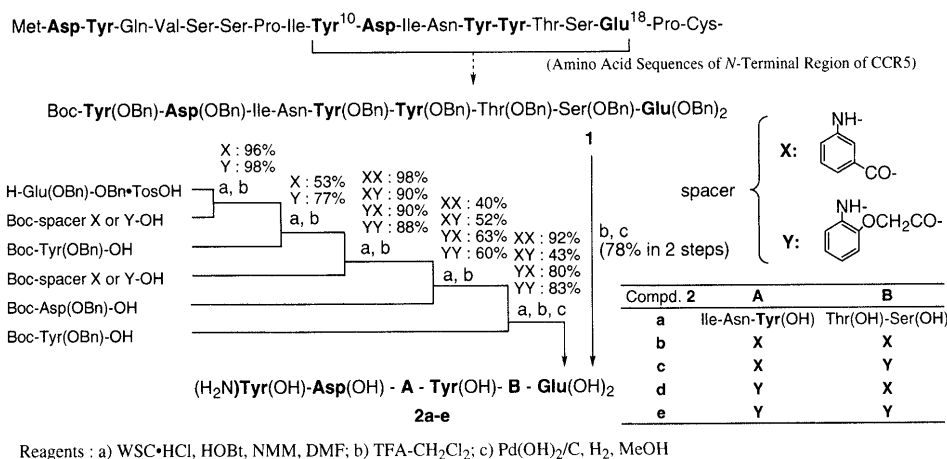 Met-Asp-Tyr-Gln-Val-Ser-Ser-Pro-Ile-Tyr10-Asp-Ile-Asn-Tyr-Tyr-Thr-Ser-Glu18-Pro-Cys-
(Amino Acid Sequences of N-Terminal Region of CCR5)
Boc-Tyr(OBn)-Asp(OBn)-Ile-Asn-Tyr(OBn)-Tyr(OBn)-Thr(OBn)-Ser(OBn)-Glu(OBn)2
1
X : 96%
Y : 98%
a, b
X : 53%
Y : 77%
a, b
XX : 98%
XY : 90%
YX : 90%
YY : 88%
a, b
XX : 40%
XY : 52%
YX : 63%
YY : 60%
a, b
XX : 92%
XY : 43%
YX : 80%
YY : 83%
a, b, c
b, c
(78% in 2 steps)
H-Glu(OBn)-OBn•TosOH
Boc-spacer X or Y-OH
Boc-Tyr(OBn)-OH
Boc-spacer X or Y-OH
Boc-Asp(OBn)-OH
Boc-Tyr(OBn)-OH
spacer
X:
NH-
CO-
Y:
NH-
OCH2CO-
Compd. 2 A B
a Ile-Asn-Tyr(OH) Thr(OH)-Ser(OH)
b X X
c X Y
d Y X
e Y Y
(H2N)Tyr(OH)-Asp(OH) - A - Tyr(OH)- B - Glu(OH)2
2a-e
Reagents : a) WSC•HCl, HOBt, NMM, DMF; b) TFA-CH2Cl2; c) Pd(OH)2/C, H2, MeOH